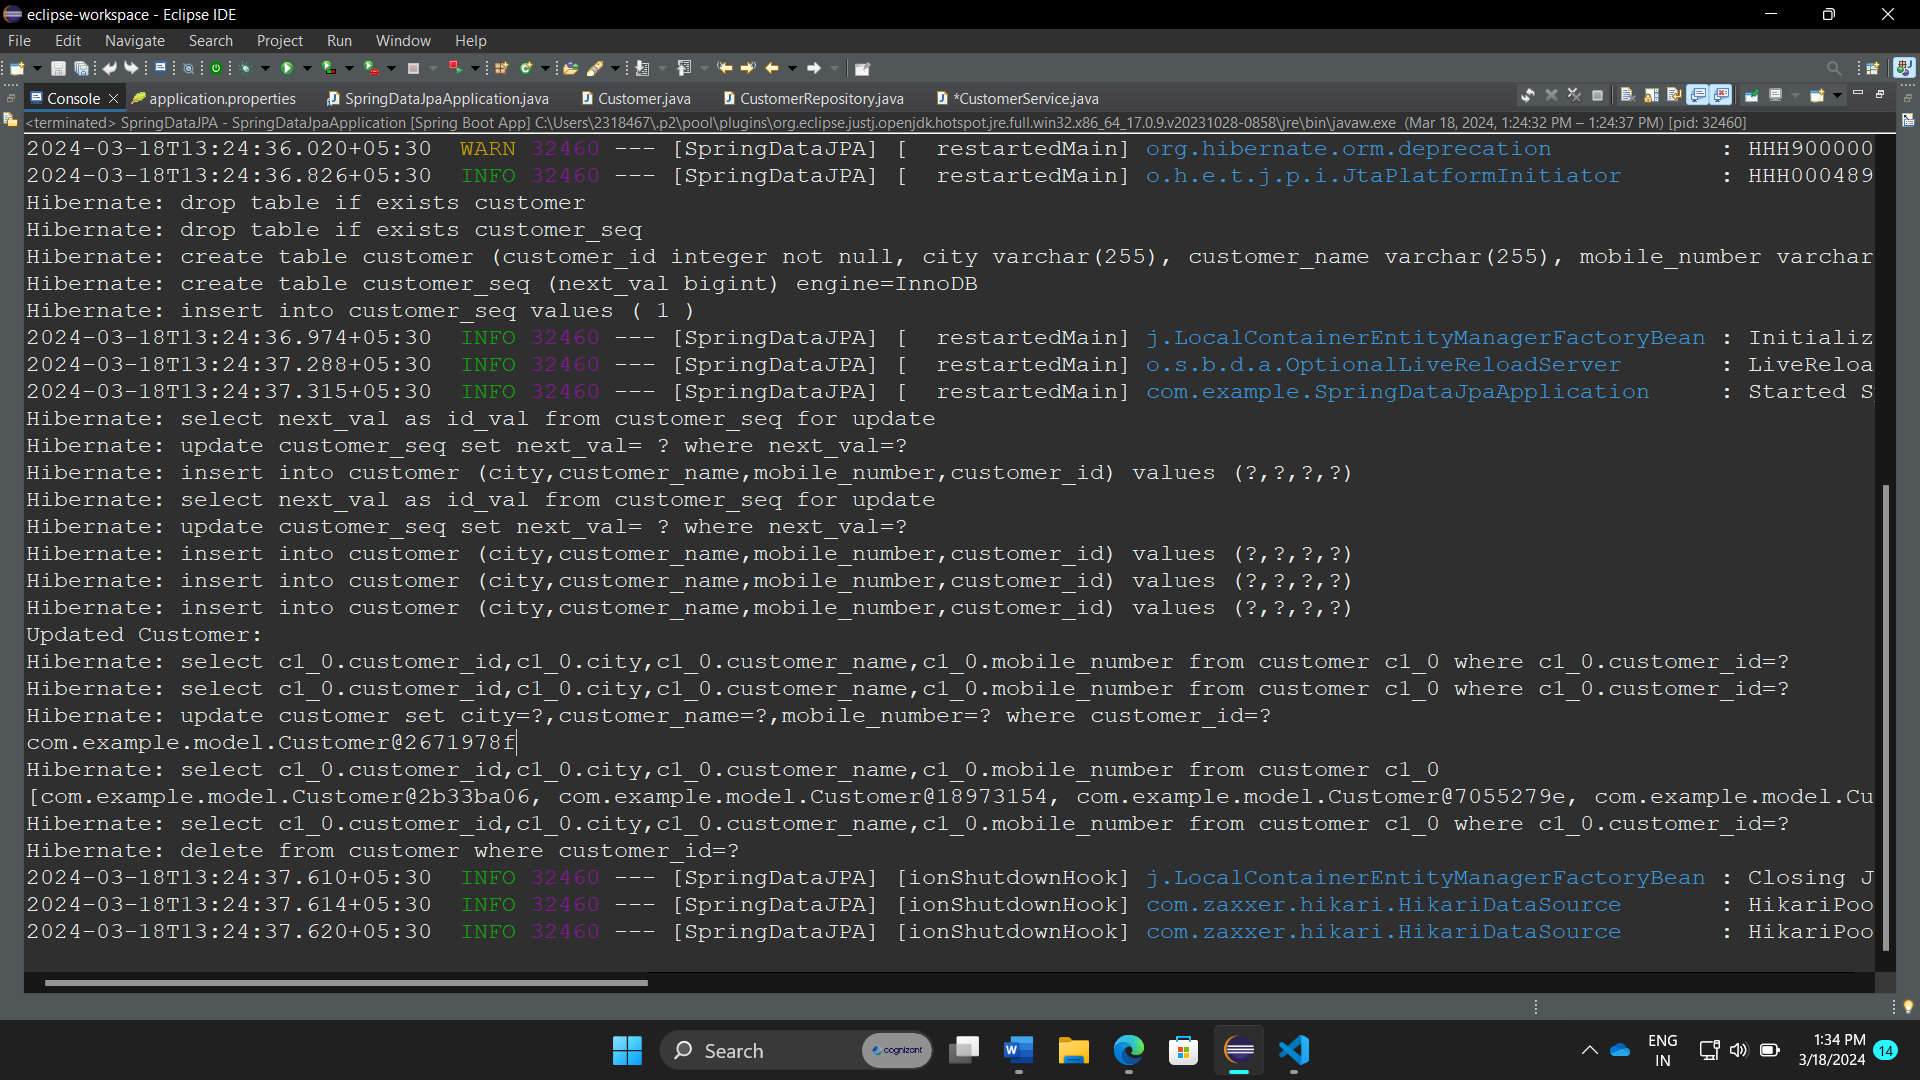 eclipse-workspace - Eclipse IDE
File Edit Navigate Search Project Run Window Help
Console application.properties SpringDataJpaApplication.java Customer.java CustomerRepository.java *CustomerService.java
<terminated> SpringDataJPA - SpringDataJpaApplication [Spring Boot App] C:\Users\2318467\.p2\pool\plugins\org.eclipse.justj.openjdk.hotspot.jre.full.win32.x86_64_17.0.9.v20231028-0858\jre\bin\javaw.exe (Mar 18, 2024, 1:24:32 PM – 1:24:37 PM) [pid: 32460]
2024-03-18T13:24:36.020+05:30 WARN 32460 --- [SpringDataJPA] [ restartedMain] org.hibernate.orm.deprecation : HHH900000
2024-03-18T13:24:36.826+05:30 INFO 32460 --- [SpringDataJPA] [ restartedMain] o.h.e.t.j.p.i.JtaPlatformInitiator : HHH000489
Hibernate: drop table if exists customer
Hibernate: drop table if exists customer_seq
Hibernate: create table customer (customer_id integer not null, city varchar(255), customer_name varchar(255), mobile_number varchar
Hibernate: create table customer_seq (next_val bigint) engine=InnoDB
Hibernate: insert into customer_seq values ( 1 )
2024-03-18T13:24:36.974+05:30 INFO 32460 --- [SpringDataJPA] [ restartedMain] j.LocalContainerEntityManagerFactoryBean : Initializ
2024-03-18T13:24:37.288+05:30 INFO 32460 --- [SpringDataJPA] [ restartedMain] o.s.b.d.a.OptionalLiveReloadServer : LiveReloa
2024-03-18T13:24:37.315+05:30 INFO 32460 --- [SpringDataJPA] [ restartedMain] com.example.SpringDataJpaApplication : Started S
Hibernate: select next_val as id_val from customer_seq for update
Hibernate: update customer_seq set next_val= ? where next_val=?
Hibernate: insert into customer (city,customer_name,mobile_number,customer_id) values (?,?,?,?)
Hibernate: select next_val as id_val from customer_seq for update
Hibernate: update customer_seq set next_val= ? where next_val=?
Hibernate: insert into customer (city,customer_name,mobile_number,customer_id) values (?,?,?,?)
Hibernate: insert into customer (city,customer_name,mobile_number,customer_id) values (?,?,?,?)
Hibernate: insert into customer (city,customer_name,mobile_number,customer_id) values (?,?,?,?)
Updated Customer:
Hibernate: select c1_0.customer_id,c1_0.city,c1_0.customer_name,c1_0.mobile_number from customer c1_0 where c1_0.customer_id=?
Hibernate: select c1_0.customer_id,c1_0.city,c1_0.customer_name,c1_0.mobile_number from customer c1_0 where c1_0.customer_id=?
Hibernate: update customer set city=?,customer_name=?,mobile_number=? where customer_id=?
com.example.model.Customer@2671978f
Hibernate: select c1_0.customer_id,c1_0.city,c1_0.customer_name,c1_0.mobile_number from customer c1_0
[com.example.model.Customer@2b33ba06, com.example.model.Customer@18973154, com.example.model.Customer@7055279e, com.example.model.Cu
Hibernate: select c1_0.customer_id,c1_0.city,c1_0.customer_name,c1_0.mobile_number from customer c1_0 where c1_0.customer_id=?
Hibernate: delete from customer where customer_id=?
2024-03-18T13:24:37.610+05:30 INFO 32460 --- [SpringDataJPA] [ionShutdownHook] j.LocalContainerEntityManagerFactoryBean : Closing J
2024-03-18T13:24:37.614+05:30 INFO 32460 --- [SpringDataJPA] [ionShutdownHook] com.zaxxer.hikari.HikariDataSource : HikariPoo
2024-03-18T13:24:37.620+05:30 INFO 32460 --- [SpringDataJPA] [ionShutdownHook] com.zaxxer.hikari.HikariDataSource : HikariPoo
Search cognizant ENG IN 1:34 PM 3/18/2024 14